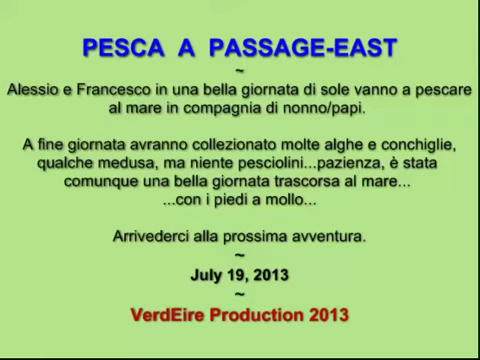 PESCA A PASSAGE-EAST
~
Alessio e Francesco in una bella giornata di sole vanno a pescare
al mare in compagnia di nonno/papi.
A fine giornata avranno collezionato molte alghe e conchiglie,
qualche medusa, ma niente pesciolini...pazienza, è stata
comunque una bella giornata trascorsa al mare...
...con i piedi a mollo...
Arrivederci alla prossima avventura.
~
July 19, 2013
~
VerdEire Production 2013